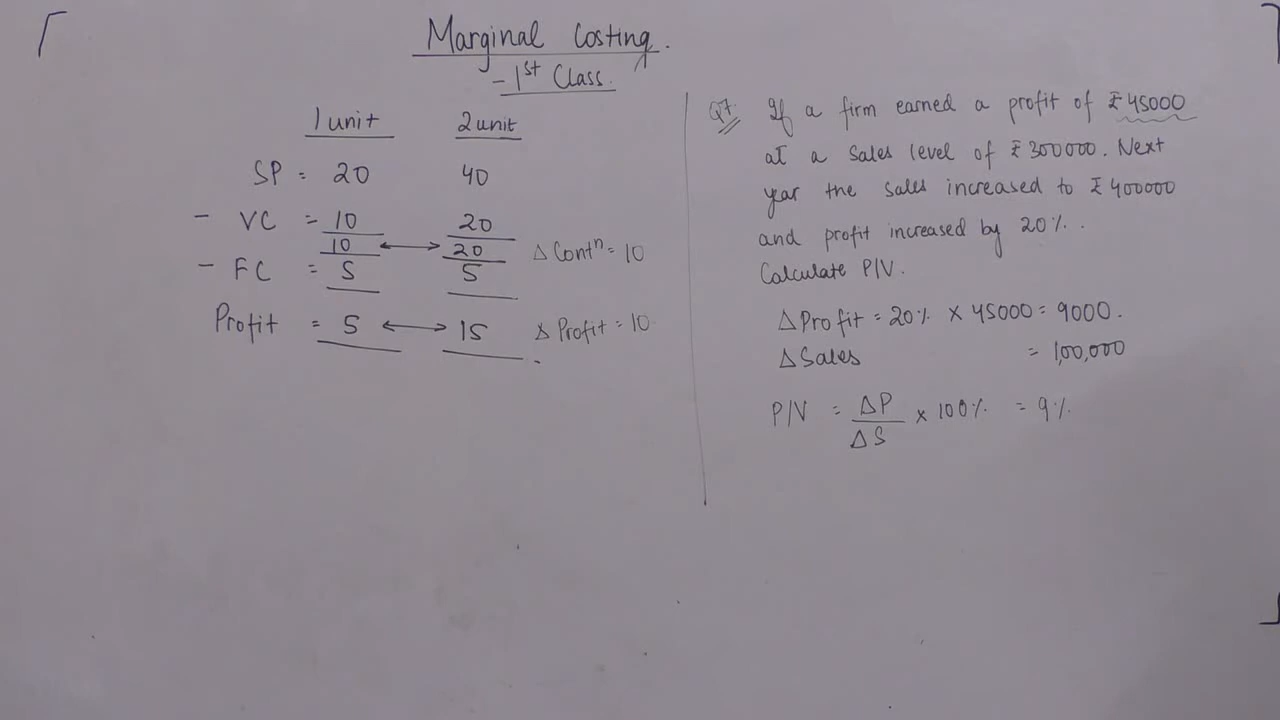 Marginal Costing.
- 1st Class.
1 unit 2 unit
SP = 20 40
- VC = 10 20
10 ↔ 20 Δ Contⁿ = 10
- FC = 5 5
Profit = 5 ↔ 15 Δ Profit = 10
Q7. If a firm earned a profit of ₹45000
at a sales level of ₹300000. Next
year the sales increased to ₹400000
and profit increased by 20%.
Calculate P/V.
Δ Profit = 20% × 45000 = 9000.
Δ Sales = 1,00,000
P/V = ΔP/ΔS × 100% = 9%